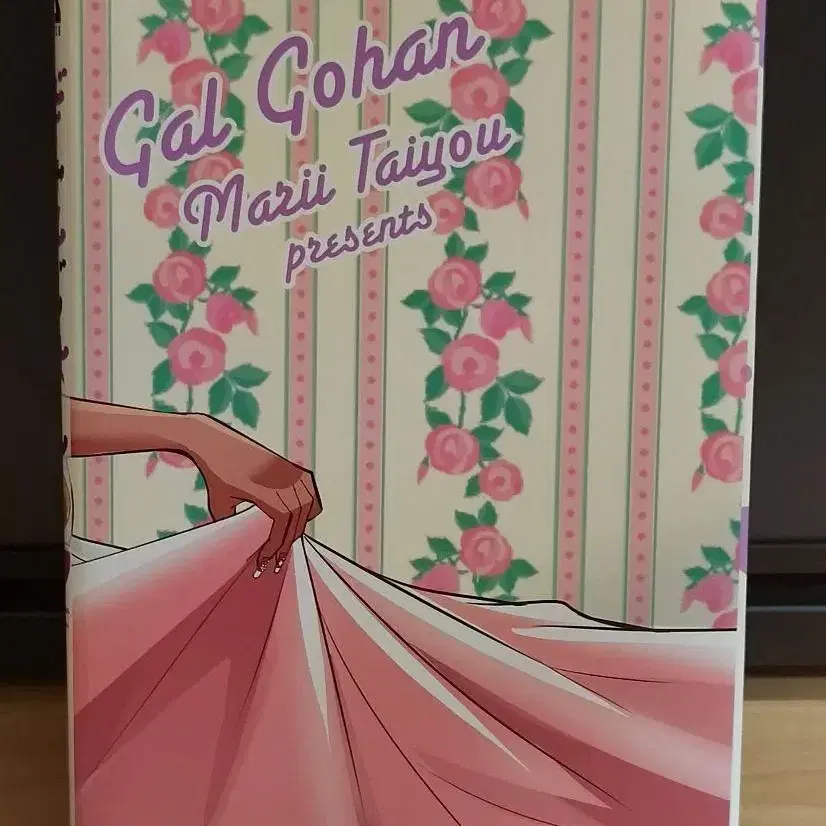 Gal Gohan
Marii Taiyou
presents